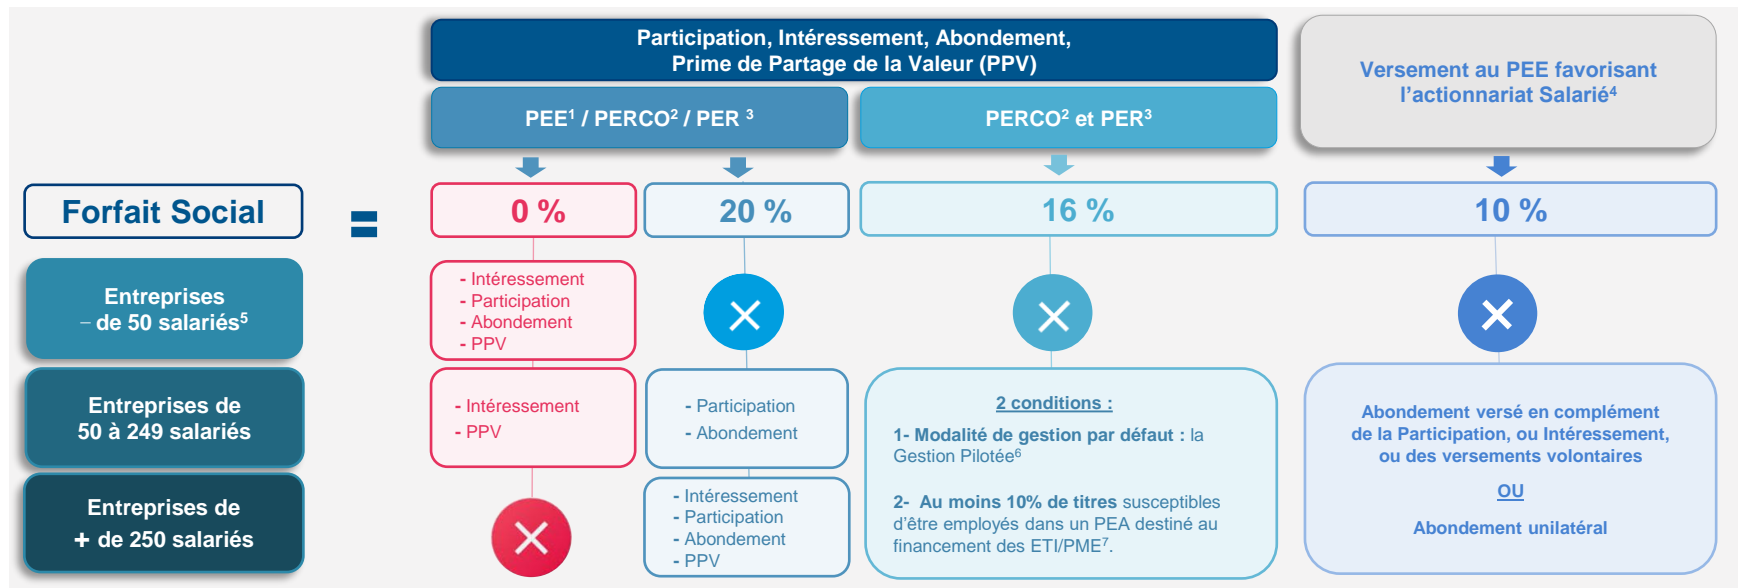 Participation, Intéressement, Abondement,
Prime de Partage de la Valeur (PPV)
Versement au PEE favorisant
l'actionnariat Salarié⁴
PEE¹ / PERCO² / PER ³
PERCO² et PER³
Forfait Social
=
0 %
20 %
16 %
10 %
Entreprises
– de 50 salariés⁵
- Intéressement
- Participation
- Abondement
- PPV
Entreprises de
50 à 249 salariés
- Intéressement
- PPV
- Participation
- Abondement
2 conditions :
1- Modalité de gestion par défaut : la
Gestion Pilotée⁶
2- Au moins 10% de titres susceptibles
d'être employés dans un PEA destiné au
financement des ETI/PME⁷.
Abondement versé en complément
de la Participation, ou Intéressement,
ou des versements volontaires
OU
Abondement unilatéral
Entreprises de
+ de 250 salariés
- Intéressement
- Participation
- Abondement
- PPV